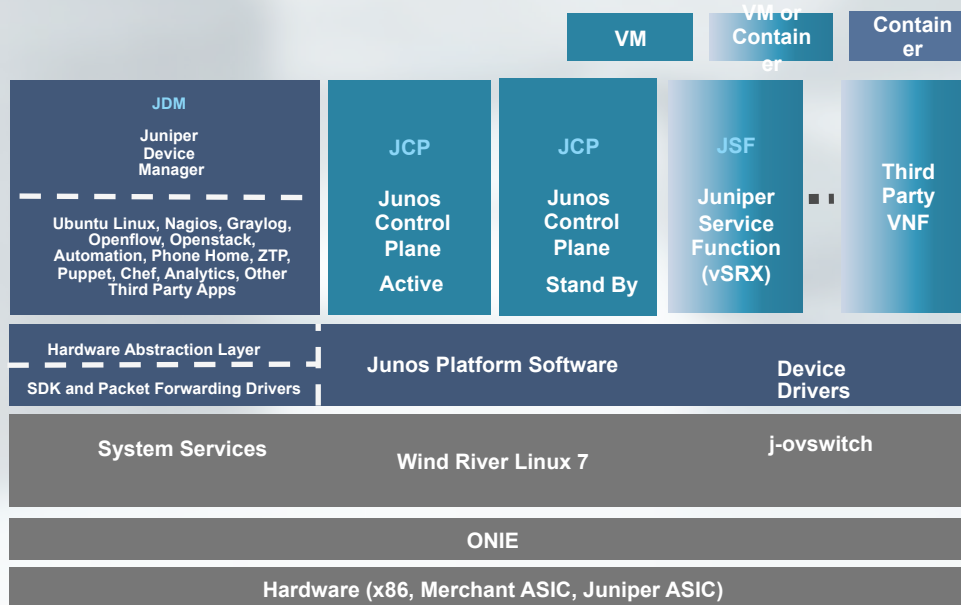 VM
VM or
Contain
er
Contain
er
JDM
Juniper
Device
Manager
Ubuntu Linux, Nagios, Graylog,
Openflow, Openstack,
Automation, Phone Home, ZTP,
Puppet, Chef, Analytics, Other
Third Party Apps
JCP
Junos
Control
Plane
Active
JCP
Junos
Control
Plane
Stand By
JSF
Juniper
Service
Function
(vSRX)
Third
Party
VNF
Hardware Abstraction Layer
SDK and Packet Forwarding Drivers
Junos Platform Software
Device
Drivers
System Services
Wind River Linux 7
j-ovswitch
ONIE
Hardware (x86, Merchant ASIC, Juniper ASIC)